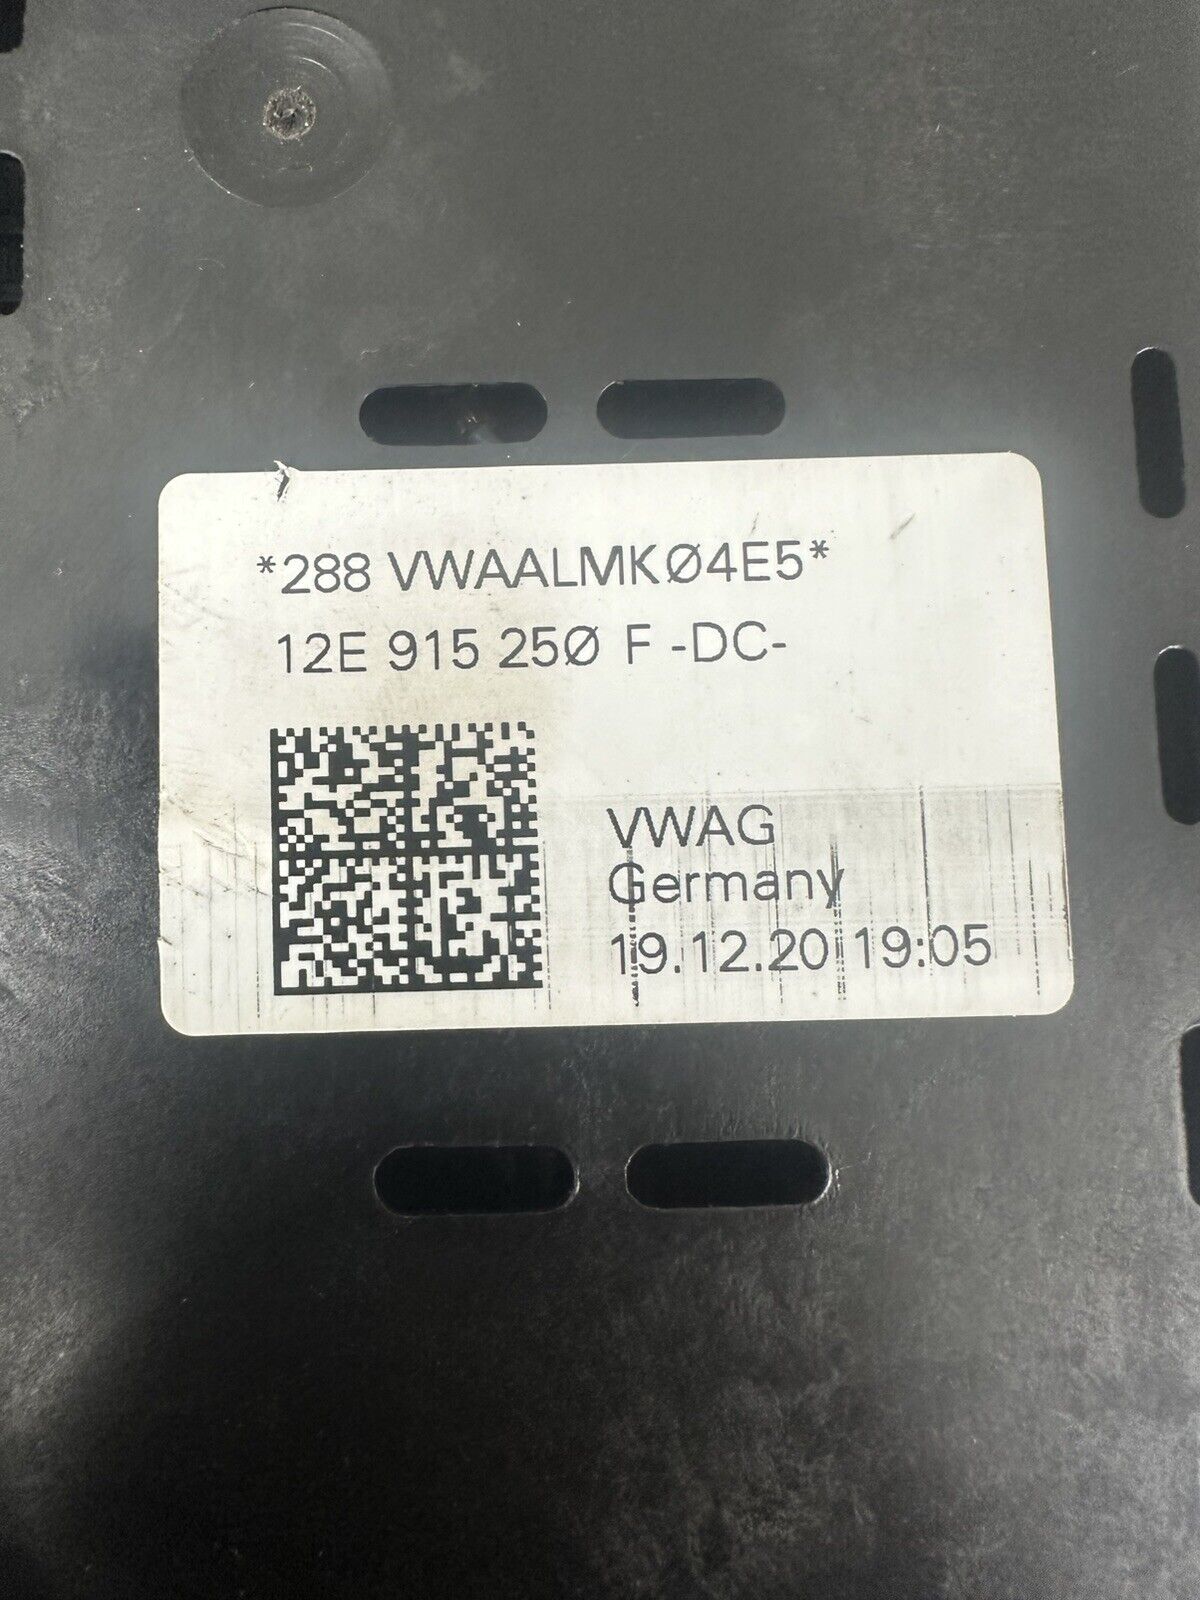 *288 VWAALMKØ4E5*
12E 915 25Ø F -DC-
VWAG
Germany
19.12.20 19:05